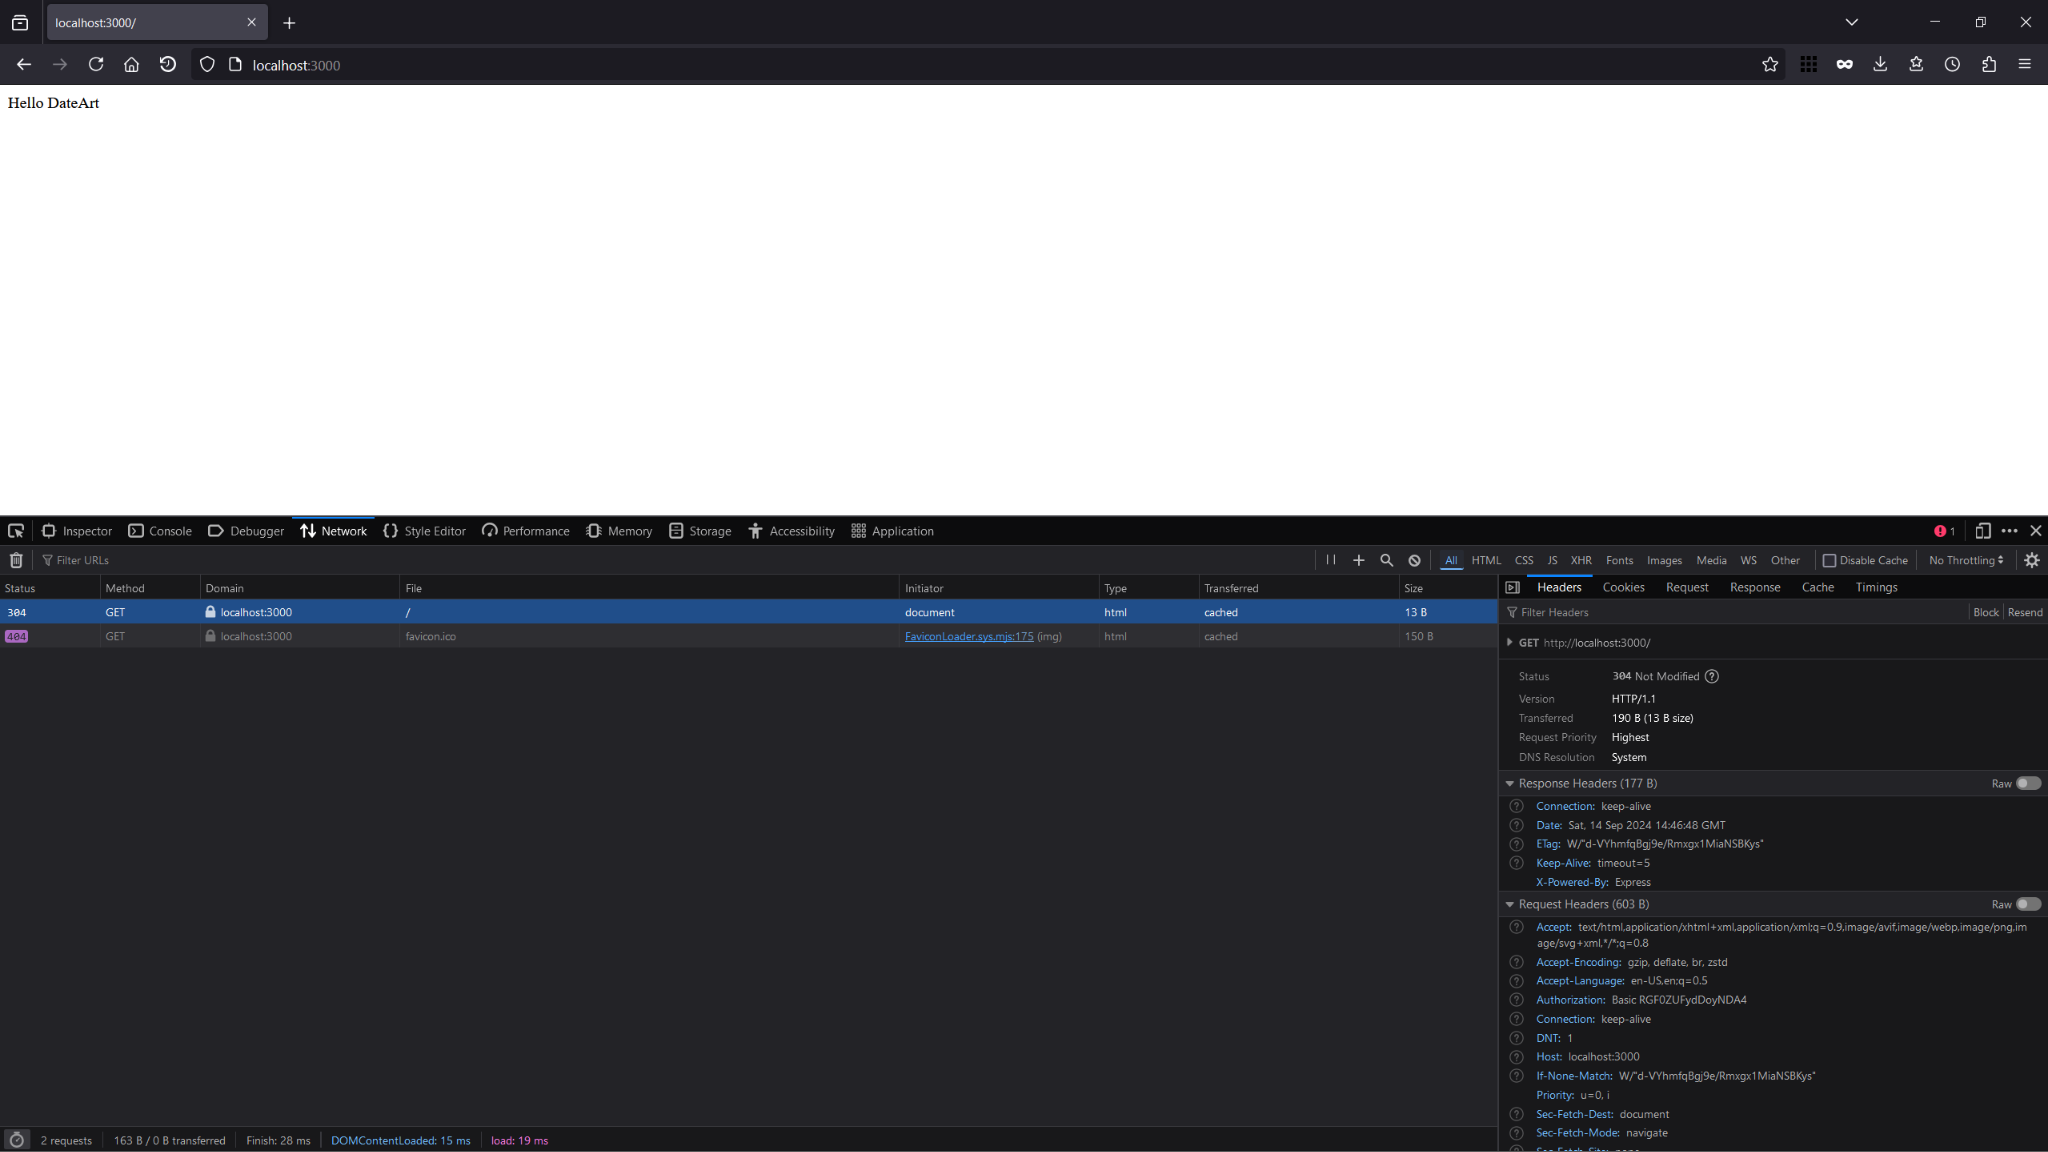 localhost:3000/
localhost:3000
Hello DateArt
Inspector Console Debugger Network Style Editor Performance Memory Storage Accessibility Application 1
Filter URLs All HTML CSS JS XHR Fonts Images Media WS Other Disable Cache No Throttling
Status Method Domain File Initiator Type Transferred Size
304 GET localhost:3000 / document html cached 13 B
404 GET localhost:3000 favicon.ico FaviconLoader.sys.mjs:175 (img) html cached 150 B
Headers Cookies Request Response Cache Timings
Filter Headers Block Resend
GET http://localhost:3000/
Status 304 Not Modified
Version HTTP/1.1
Transferred 190 B (13 B size)
Request Priority Highest
DNS Resolution System
Response Headers (177 B) Raw
Connection: keep-alive
Date: Sat, 14 Sep 2024 14:46:48 GMT
ETag: W/"d-VYhmfqBgj9e/Rmxgx1MiaNSBKys"
Keep-Alive: timeout=5
X-Powered-By: Express
Request Headers (603 B) Raw
Accept: text/html,application/xhtml+xml,application/xml;q=0.9,image/avif,image/webp,image/png,im
age/svg+xml,*/*;q=0.8
Accept-Encoding: gzip, deflate, br, zstd
Accept-Language: en-US,en;q=0.5
Authorization: Basic RGF0ZUFydDoyNDA4
Connection: keep-alive
DNT: 1
Host: localhost:3000
If-None-Match: W/"d-VYhmfqBgj9e/Rmxgx1MiaNSBKys"
Priority: u=0, i
Sec-Fetch-Dest: document
Sec-Fetch-Mode: navigate
2 requests 163 B / 0 B transferred Finish: 28 ms DOMContentLoaded: 15 ms load: 19 ms